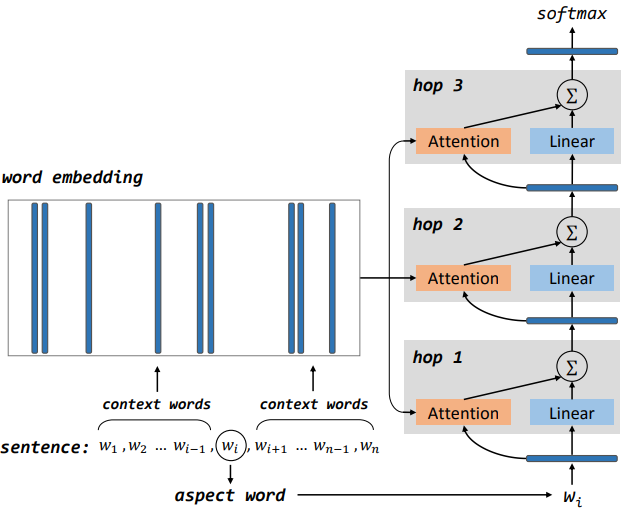 softmax
hop 3
Σ
Attention
Linear
word embedding
hop 2
Σ
Attention
Linear
hop 1
Σ
Attention
Linear
context words
context words
sentence: w₁ , w₂ … wᵢ₋₁ , wᵢ , wᵢ₊₁ … wₙ₋₁ , wₙ
aspect word
wᵢ